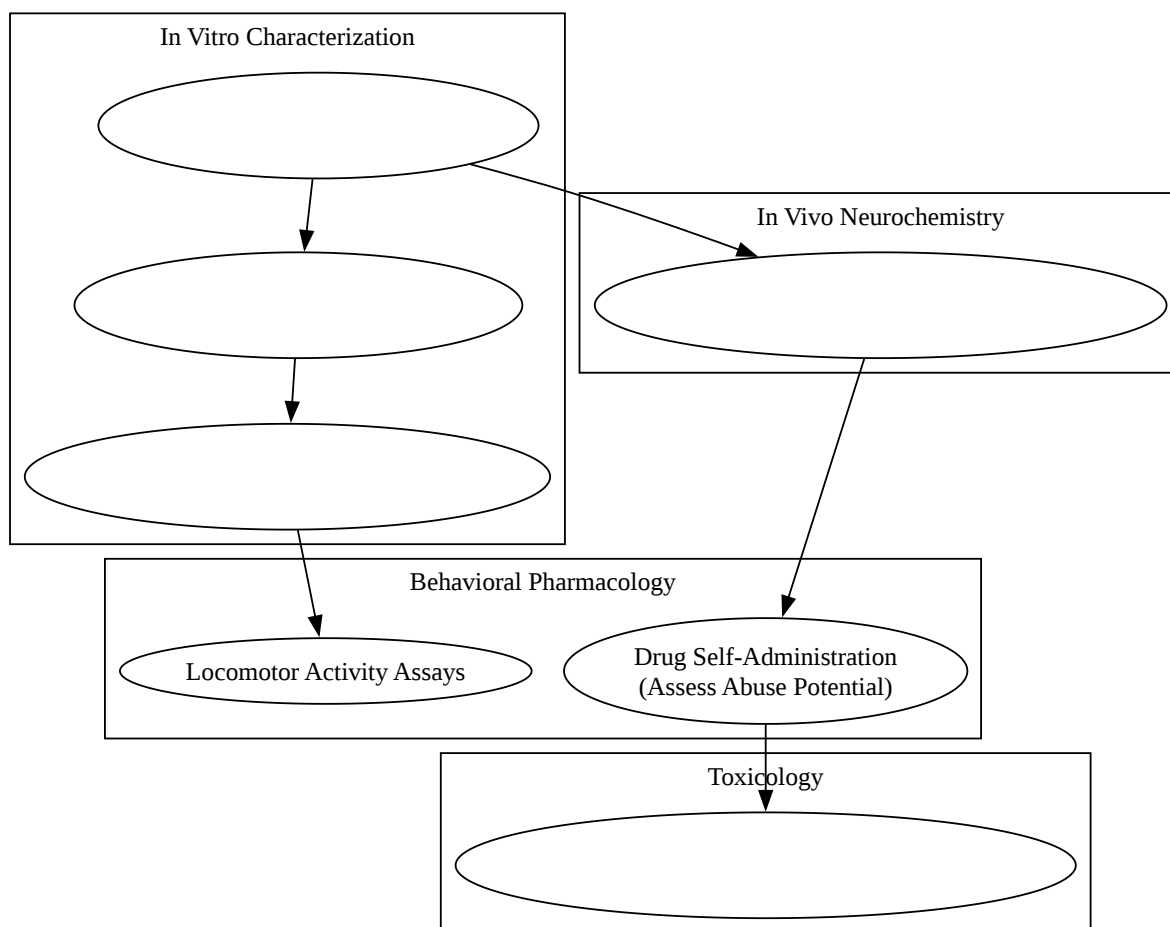 In Vitro Characterization
In Vivo Neurochemistry
Behavioral Pharmacology
Locomotor Activity Assays
Drug Self-Administration
(Assess Abuse Potential)
Toxicology